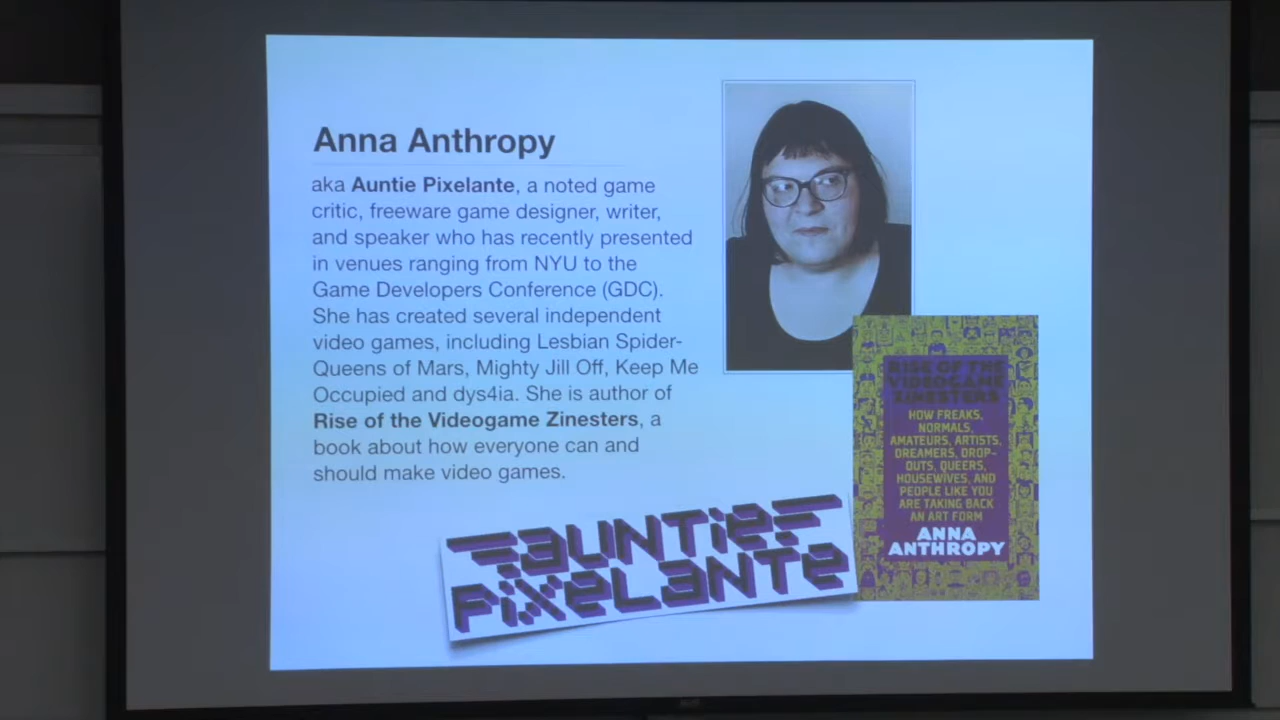 Anna Anthropy
aka Auntie Pixelante, a noted game
critic, freeware game designer, writer,
and speaker who has recently presented
in venues ranging from NYU to the
Game Developers Conference (GDC).
She has created several independent
video games, including Lesbian Spider-
Queens of Mars, Mighty Jill Off, Keep Me
Occupied and dys4ia. She is author of
Rise of the Videogame Zinesters, a
book about how everyone can and
should make video games.
RISE OF THE
VIDEOGAME
ZINESTERS
HOW FREAKS,
NORMALS,
AMATEURS, ARTISTS,
DREAMERS, DROP-
OUTS, QUEERS,
HOUSEWIVES, AND
PEOPLE LIKE YOU
ARE TAKING BACK
AN ART FORM
ANNA
ANTHROPY
aUNTiE
PiXeLaNTe